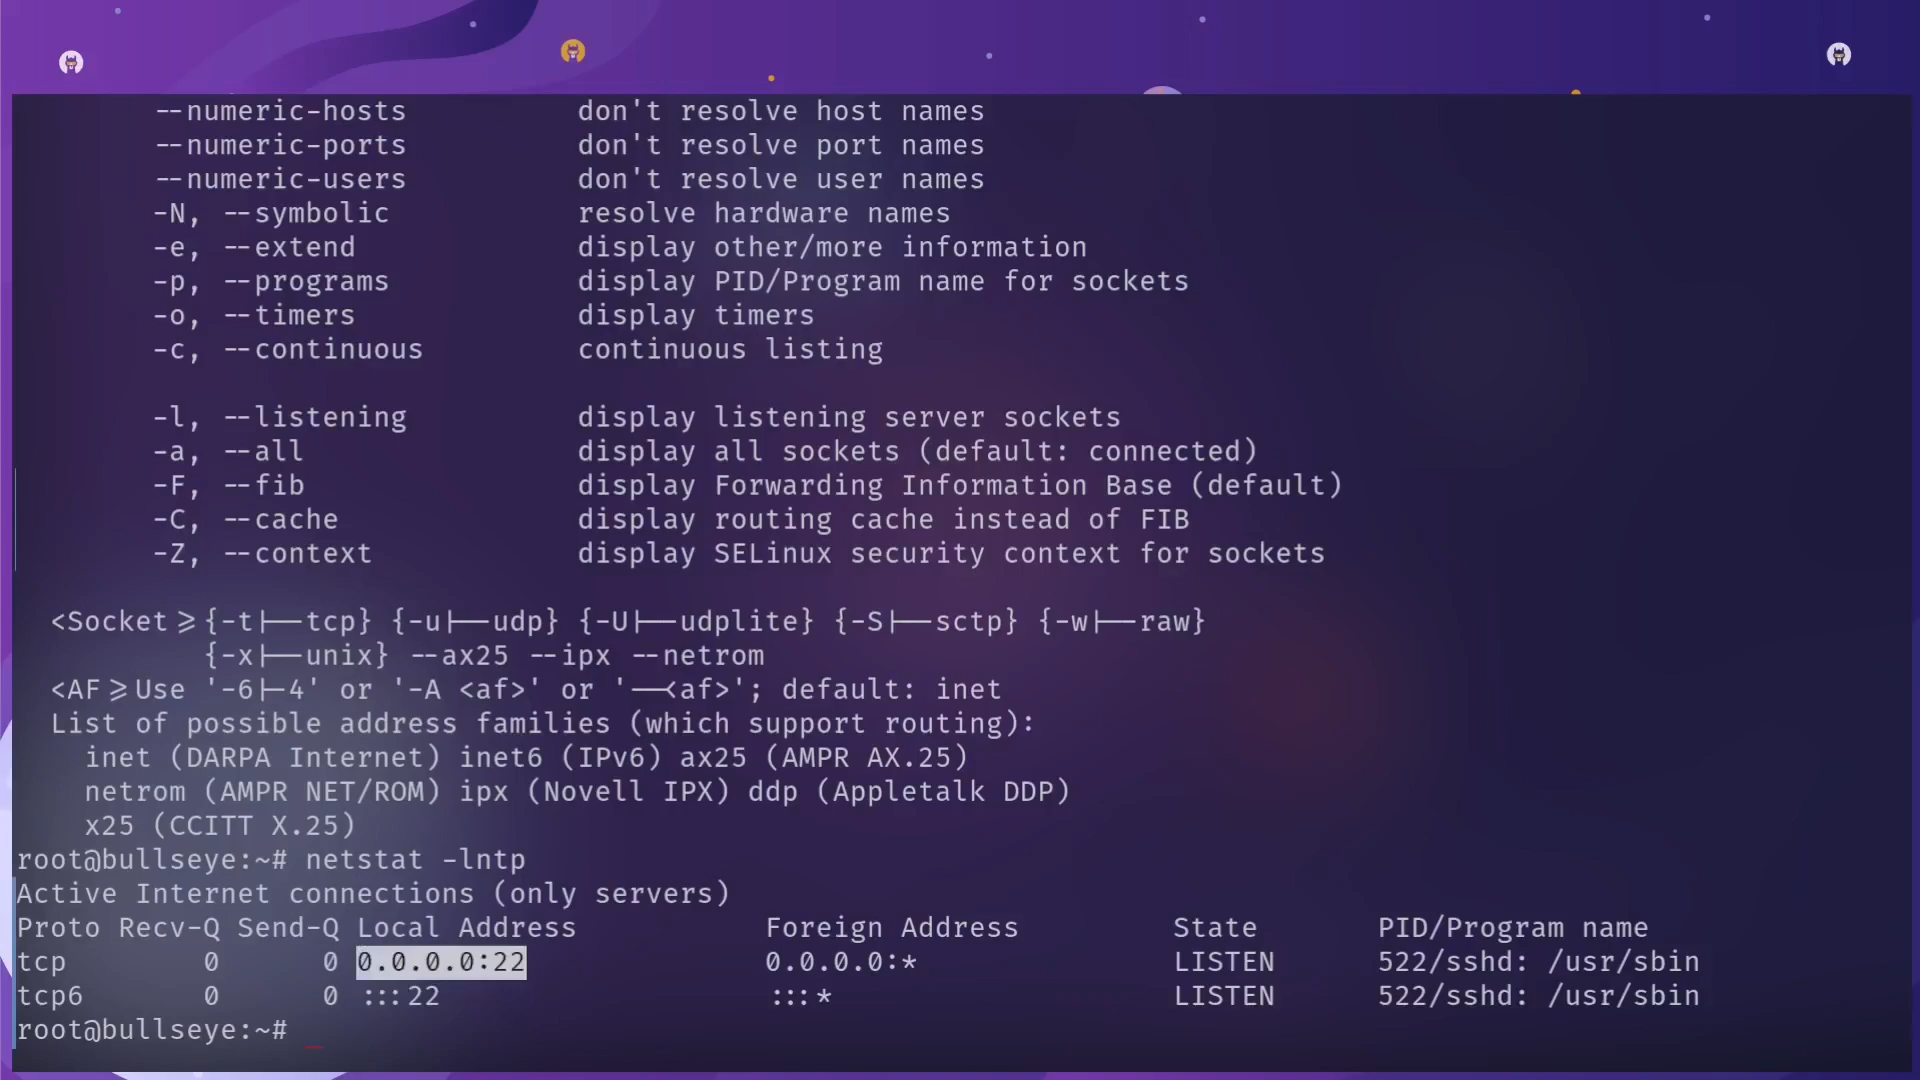 --numeric-hosts don't resolve host names
--numeric-ports don't resolve port names
--numeric-users don't resolve user names
-N, --symbolic resolve hardware names
-e, --extend display other/more information
-p, --programs display PID/Program name for sockets
-o, --timers display timers
-c, --continuous continuous listing
-l, --listening display listening server sockets
-a, --all display all sockets (default: connected)
-F, --fib display Forwarding Information Base (default)
-C, --cache display routing cache instead of FIB
-Z, --context display SELinux security context for sockets
<Socket>={-t|--tcp} {-u|--udp} {-U|--udplite} {-S|--sctp} {-w|--raw}
{-x|--unix} --ax25 --ipx --netrom
<AF>=Use '-6|-4' or '-A <af>' or '--<af>'; default: inet
List of possible address families (which support routing):
inet (DARPA Internet) inet6 (IPv6) ax25 (AMPR AX.25)
netrom (AMPR NET/ROM) ipx (Novell IPX) ddp (Appletalk DDP)
x25 (CCITT X.25)
root@bullseye:~# netstat -lntp
Active Internet connections (only servers)
Proto Recv-Q Send-Q Local Address Foreign Address State PID/Program name
tcp 0 0 0.0.0.0:22 0.0.0.0:* LISTEN 522/sshd: /usr/sbin
tcp6 0 0 :::22 :::* LISTEN 522/sshd: /usr/sbin
root@bullseye:~#